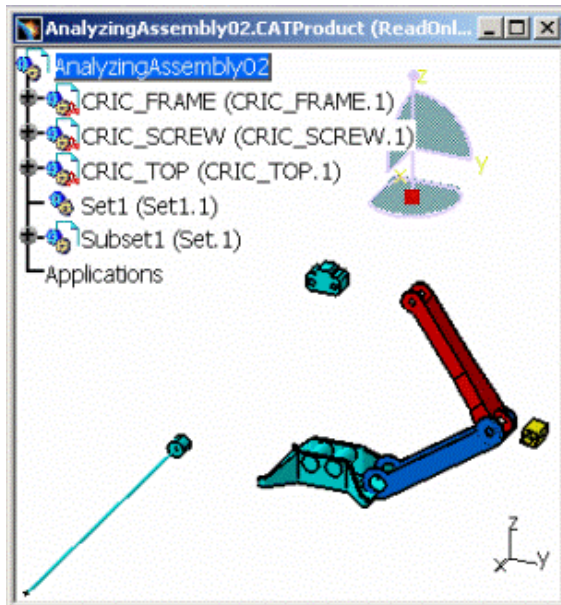 AnalyzingAssembly02.CATProduct (ReadOnl...
AnalyzingAssembly02
CRIC_FRAME (CRIC_FRAME.1)
CRIC_SCREW (CRIC_SCREW.1)
CRIC_TOP (CRIC_TOP.1)
Set1 (Set1.1)
Subset1 (Set.1)
Applications
z
y
x
z
x y